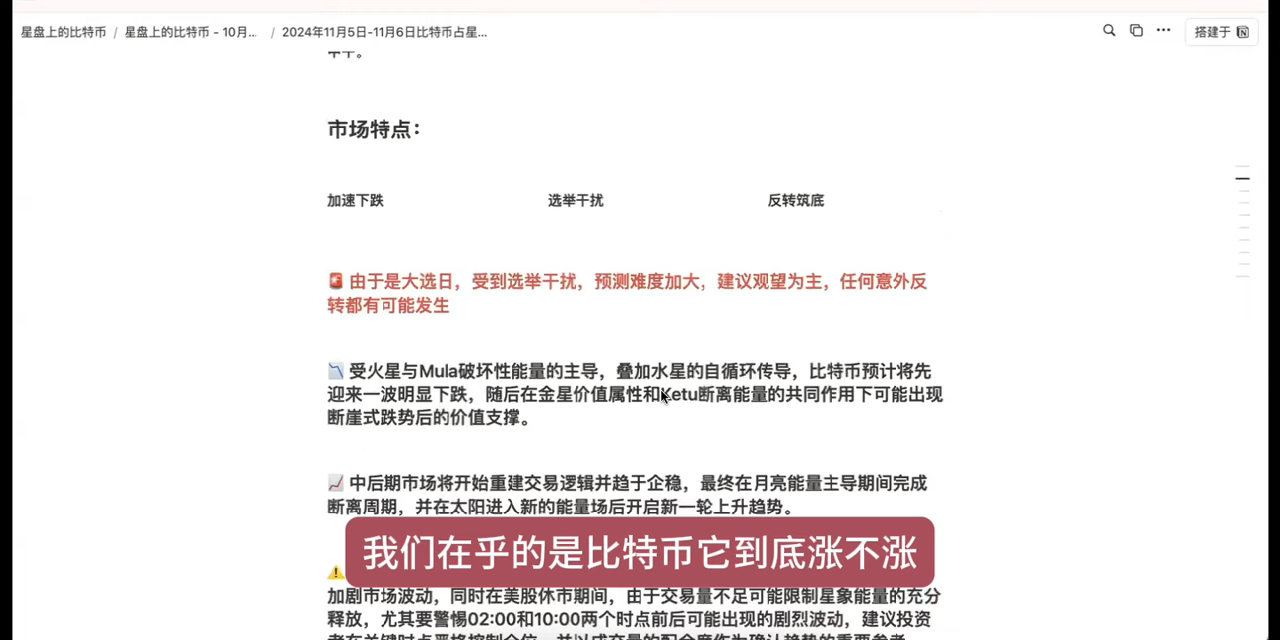 星盘上的比特币 / 星盘上的比特币 - 10月... / 2024年11月5日-11月6日比特币占星...
搭建于
市场特点：
加速下跌 选举干扰 反转筑底
由于是大选日，受到选举干扰，预测难度加大，建议观望为主，任何意外反
转都有可能发生
受火星与Mula破坏性能量的主导，叠加水星的自循环传导，比特币预计将先
迎来一波明显下跌，随后在金星价值属性和Ketu断离能量的共同作用下可能出现
断崖式跌势后的价值支撑。
中后期市场将开始重建交易逻辑并趋于企稳，最终在月亮能量主导期间完成
断离周期，并在太阳进入新的能量场后开启新一轮上升趋势。
我们在乎的是比特币它到底涨不涨
加剧市场波动，同时在美股休市期间，由于交易量不足可能限制星象能量的充分
释放，尤其要警惕02:00和10:00两个时点前后可能出现的剧烈波动，建议投资